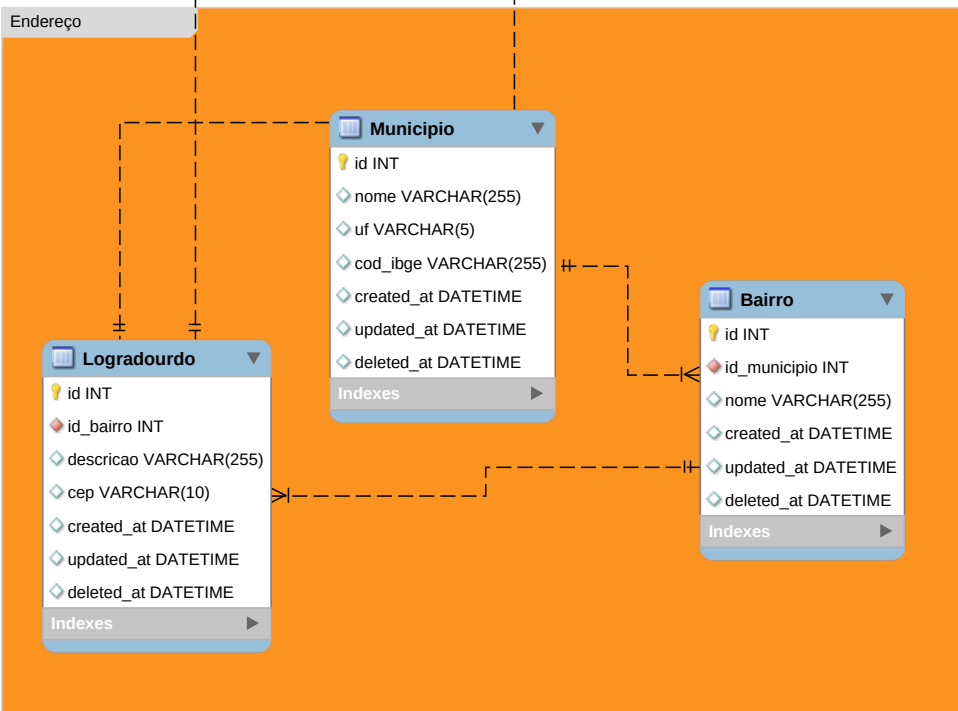 Endereço
Municipio
id INT
nome VARCHAR(255)
uf VARCHAR(5)
cod_ibge VARCHAR(255)
created_at DATETIME
updated_at DATETIME
deleted_at DATETIME
Indexes
Bairro
id INT
id_municipio INT
nome VARCHAR(255)
created_at DATETIME
updated_at DATETIME
deleted_at DATETIME
Indexes
Logradourdo
id INT
id_bairro INT
descricao VARCHAR(255)
cep VARCHAR(10)
created_at DATETIME
updated_at DATETIME
deleted_at DATETIME
Indexes